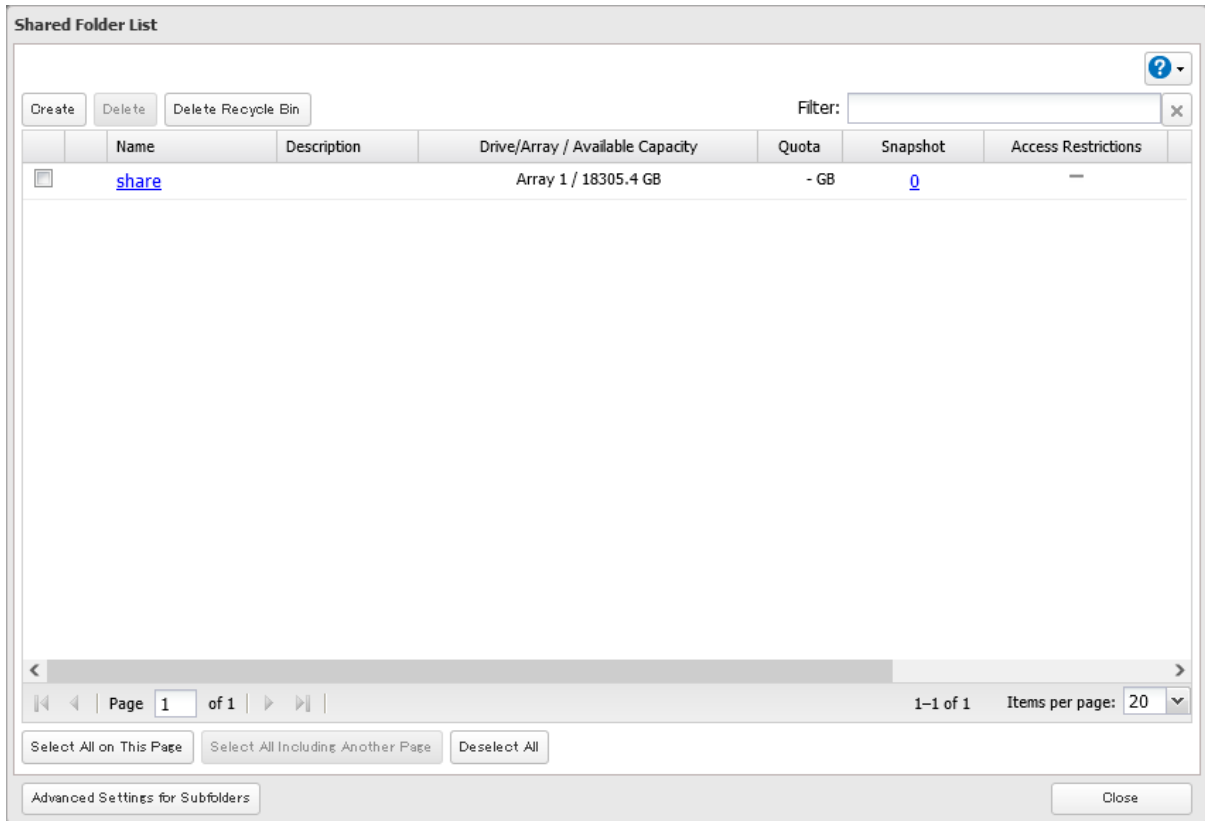 Shared Folder List
?
Create Delete Delete Recycle Bin Filter:
Name Description Drive/Array / Available Capacity Quota Snapshot Access Restrictions
share Array 1 / 18305.4 GB - GB 0 —
Page 1 of 1 1–1 of 1 Items per page: 20
Select All on This Page Select All Including Another Page Deselect All
Advanced Settings for Subfolders Close